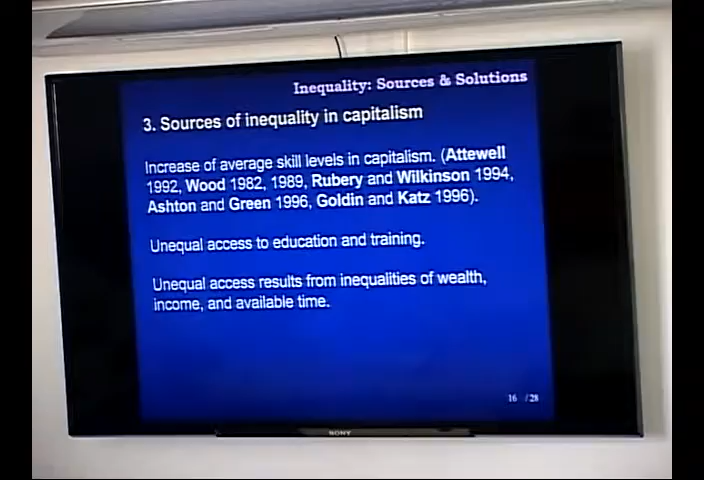 Inequality: Sources & Solutions
3. Sources of inequality in capitalism
Increase of average skill levels in capitalism. (Attewell
1992, Wood 1982, 1989, Rubery and Wilkinson 1994,
Ashton and Green 1996, Goldin and Katz 1996).
Unequal access to education and training.
Unequal access results from inequalities of wealth,
income, and available time.
16 / 28
SONY